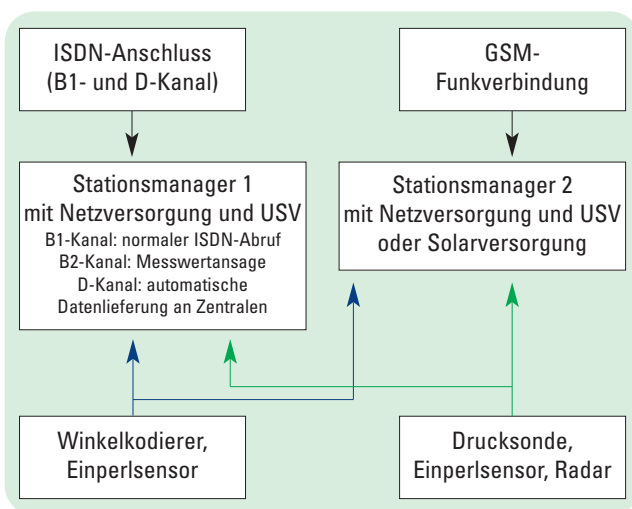 ISDN-Anschluss
(B1- und D-Kanal)
GSM-
Funkverbindung
Stationsmanager 1
mit Netzversorgung und USV
B1-Kanal: normaler ISDN-Abruf
B2-Kanal: Messwertansage
D-Kanal: automatische
Datenlieferung an Zentralen
Stationsmanager 2
mit Netzversorgung und USV
oder Solarversorgung
Winkelkodierer,
Einperlsensor
Drucksonde,
Einperlsensor, Radar